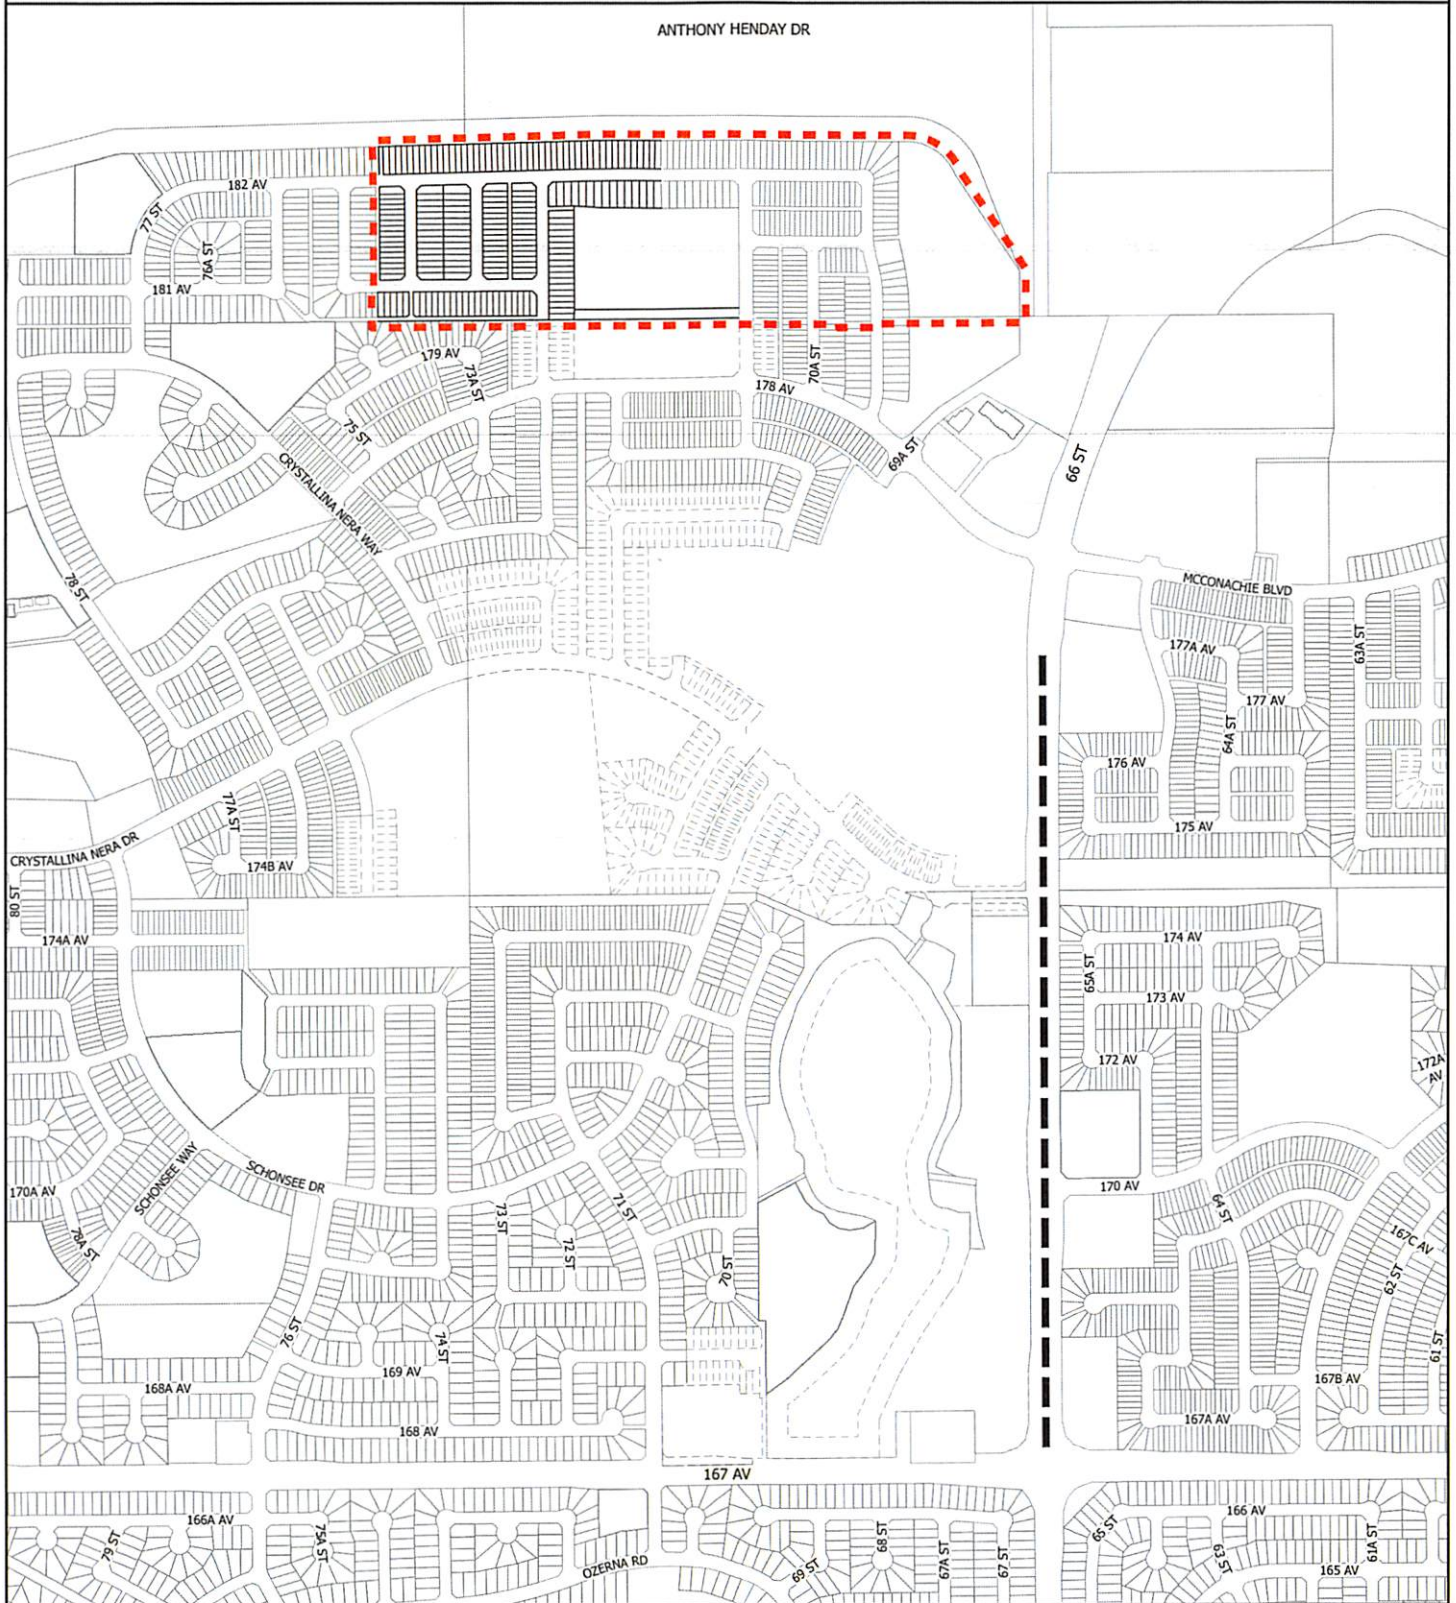 ANTHONY HENDAY DR
182 AV
77 ST
76A ST
181 AV
179 AV
73A ST
70A ST
178 AV
75 ST
69A ST
66 ST
CRYSTALLINA NERA WAY
78 ST
MCCONACHIE BLVD
177A AV
63A ST
177 AV
64A ST
176 AV
77A ST
175 AV
CRYSTALLINA NERA DR
174B AV
80 ST
174A AV
174 AV
65A ST
173 AV
172 AV
172A
AV
SCHONSEE WAY
SCHONSEE DR
170A AV
170 AV
78A ST
73 ST
71 ST
64 ST
72 ST
167C AV
70 ST
62 ST
76 ST
74 ST
61 ST
169 AV
168A AV
167B AV
168 AV
167A AV
167 AV
166A AV
166 AV
79 ST
75A ST
68 ST
65 ST
61A ST
OZERNA RD
69 ST
67A ST
67 ST
63 ST
165 AV